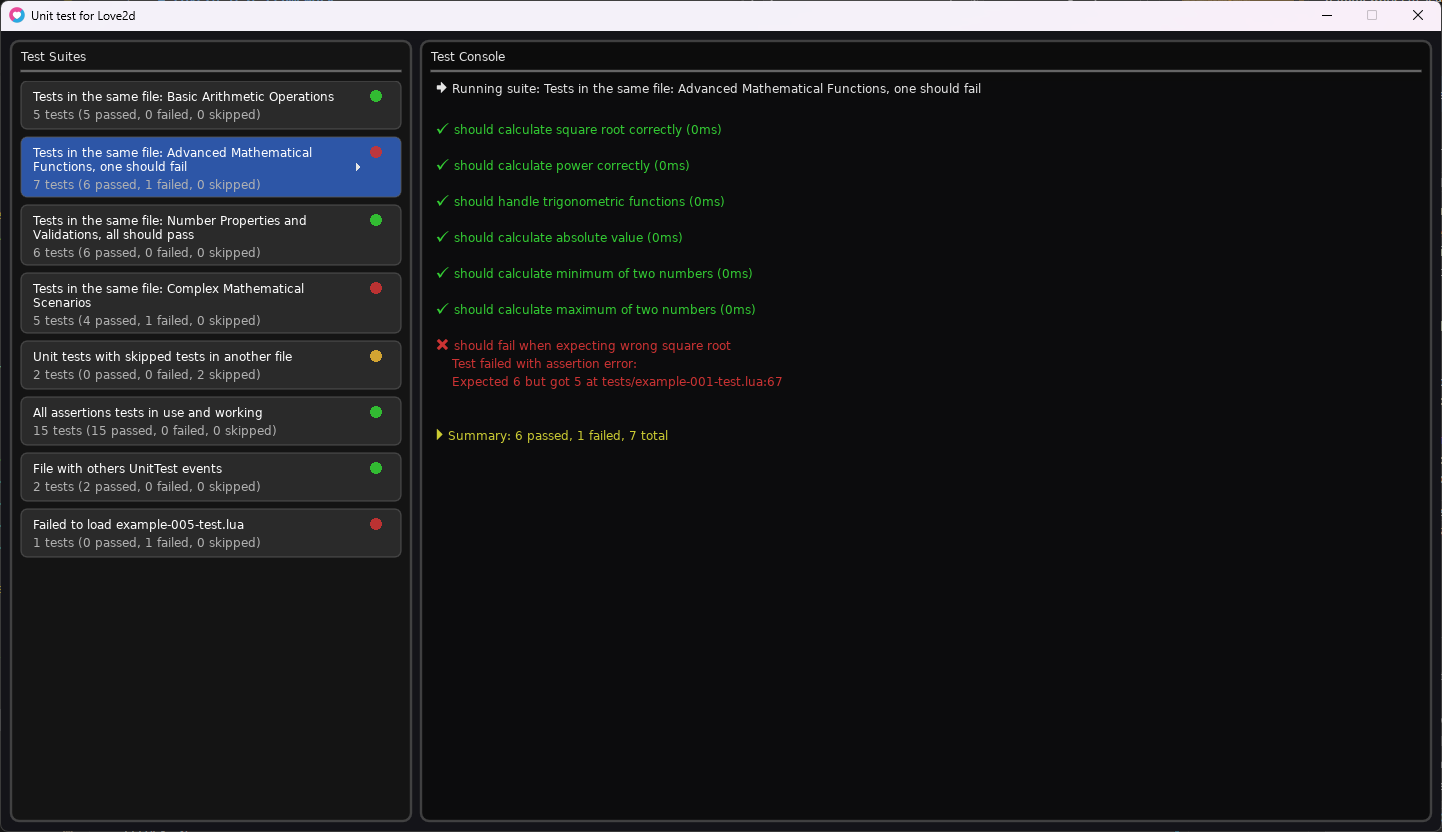 Unit test for Love2d
Test Suites
Tests in the same file: Basic Arithmetic Operations
5 tests (5 passed, 0 failed, 0 skipped)
Tests in the same file: Advanced Mathematical
Functions, one should fail
7 tests (6 passed, 1 failed, 0 skipped)
Tests in the same file: Number Properties and
Validations, all should pass
6 tests (6 passed, 0 failed, 0 skipped)
Tests in the same file: Complex Mathematical
Scenarios
5 tests (4 passed, 1 failed, 0 skipped)
Unit tests with skipped tests in another file
2 tests (0 passed, 0 failed, 2 skipped)
All assertions tests in use and working
15 tests (15 passed, 0 failed, 0 skipped)
File with others UnitTest events
2 tests (2 passed, 0 failed, 0 skipped)
Failed to load example-005-test.lua
1 tests (0 passed, 1 failed, 0 skipped)
Test Console
🡆 Running suite: Tests in the same file: Advanced Mathematical Functions, one should fail
✓ should calculate square root correctly (0ms)
✓ should calculate power correctly (0ms)
✓ should handle trigonometric functions (0ms)
✓ should calculate absolute value (0ms)
✓ should calculate minimum of two numbers (0ms)
✓ should calculate maximum of two numbers (0ms)
✖ should fail when expecting wrong square root
Test failed with assertion error:
Expected 6 but got 5 at tests/example-001-test.lua:67
Summary: 6 passed, 1 failed, 7 total